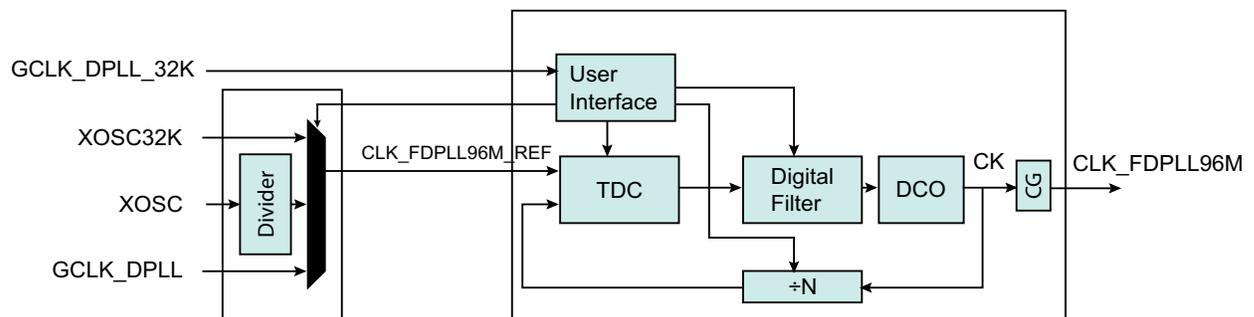 GCLK_DPLL_32K
User
Interface
XOSC32K
CLK_FDPLL96M_REF
CK
CLK_FDPLL96M
XOSC
Divider
TDC
Digital
Filter
DCO
CG
GCLK_DPLL
÷N